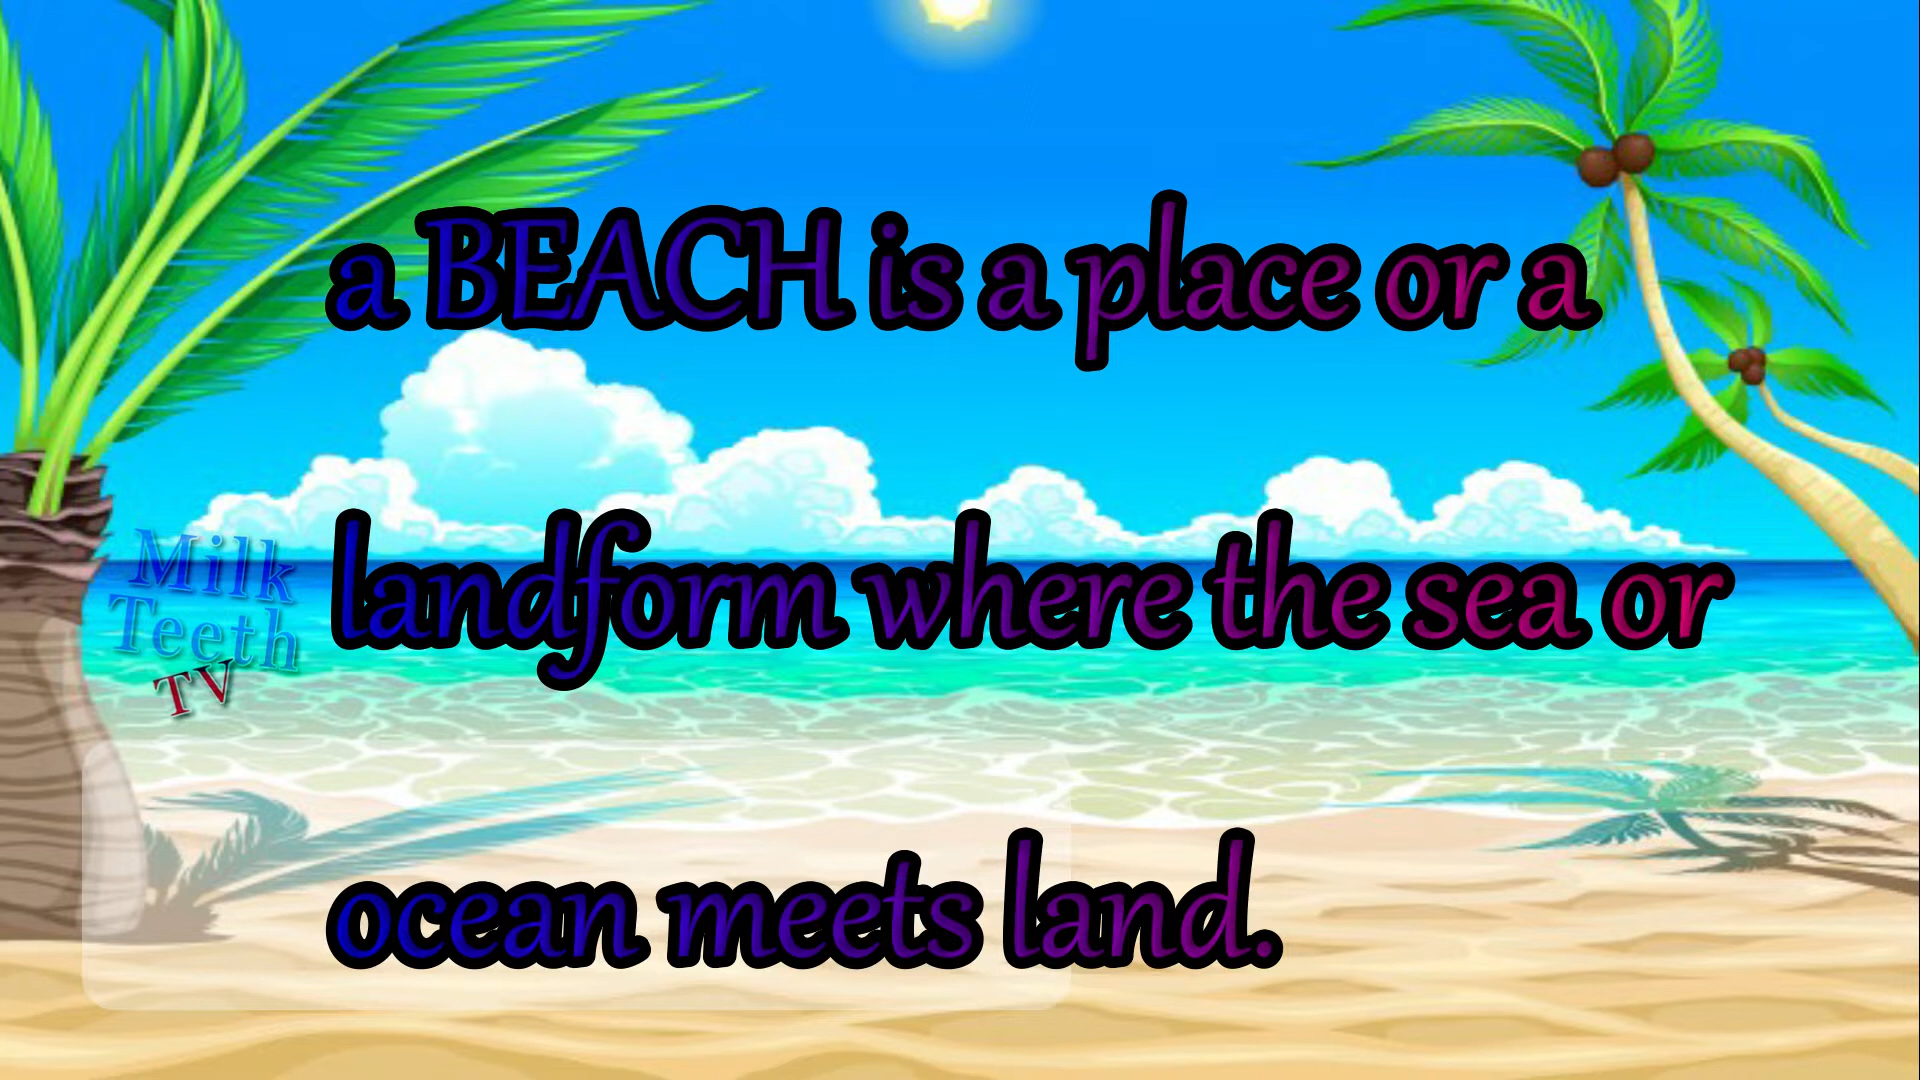 a BEACH is a place or a
landform where the sea or
ocean meets land.
Milk
Teeth
TV